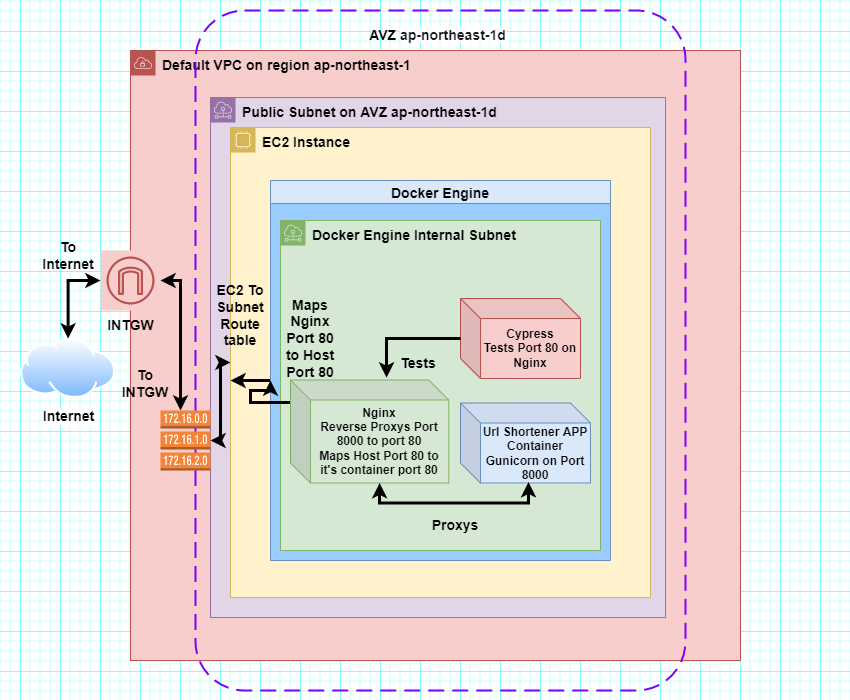 AVZ ap-northeast-1d
Default VPC on region ap-northeast-1
Public Subnet on AVZ ap-northeast-1d
EC2 Instance
Docker Engine
Docker Engine Internal Subnet
To
Internet
INTGW
Internet
To
INTGW
172.16.0.0
172.16.1.0
172.16.2.0
EC2 To
Subnet
Route
table
Maps
Nginx
Port 80
to Host
Port 80
Cypress
Tests Port 80 on
Nginx
Tests
Nginx
Reverse Proxys Port
8000 to port 80
Maps Host Port 80 to
it's container port 80
Url Shortener APP
Container
Gunicorn on Port
8000
Proxys